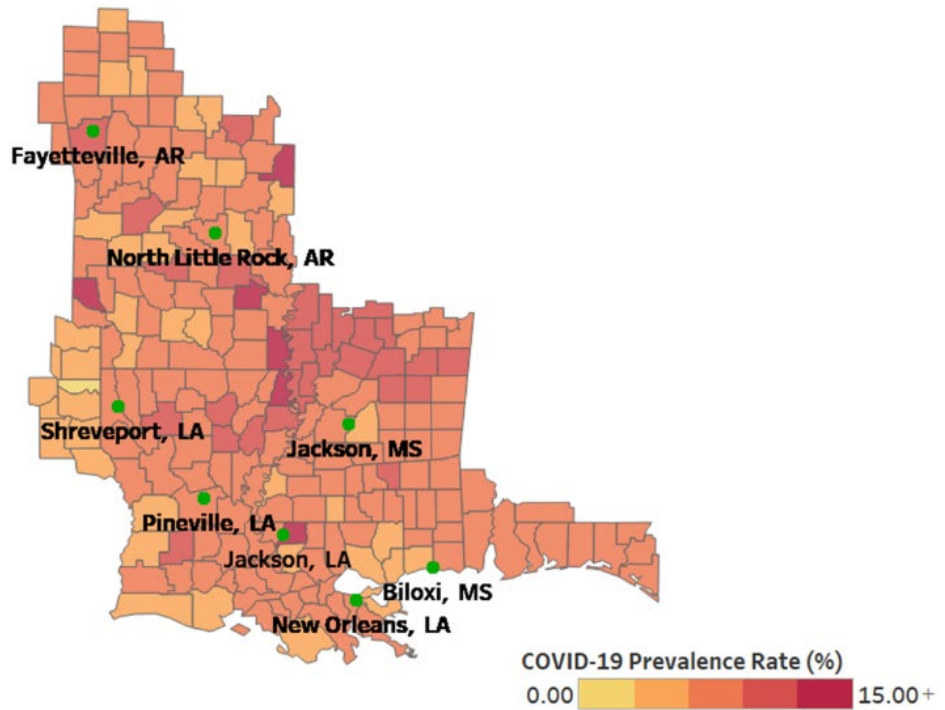 Fayetteville, AR
North Little Rock, AR
Shreveport, LA
Jackson, MS
Pineville, LA
Jackson, LA
Biloxi, MS
New Orleans, LA
COVID-19 Prevalence Rate (%)
0.00 15.00+